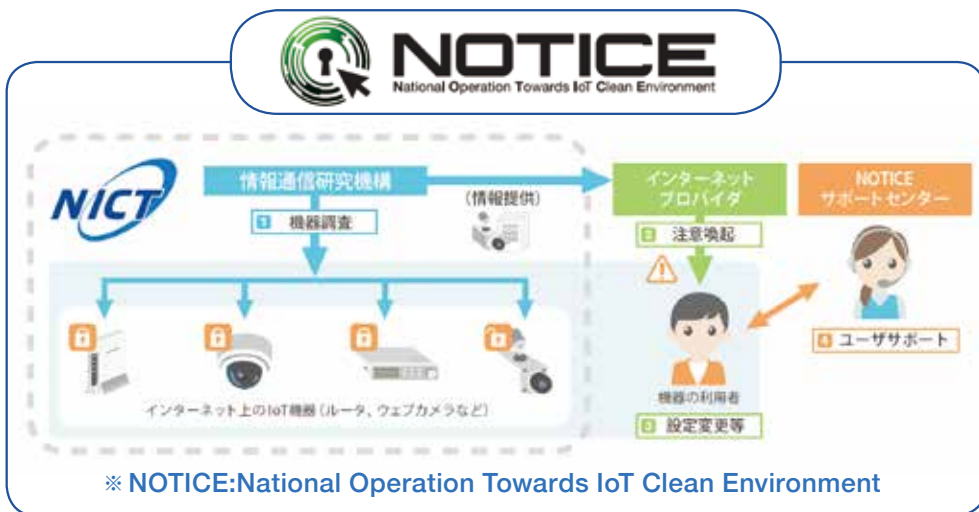 NOTICE
National Operation Towards IoT Clean Environment
NICT
情報通信研究機構
1 機器調査
(情報提供)
インターネット
プロバイダ
2 注意喚起
NOTICE
サポートセンター
4 ユーザサポート
機器の利用者
3 設定変更等
インターネット上のIoT機器(ルータ、ウェブカメラなど)
※ NOTICE:National Operation Towards IoT Clean Environment